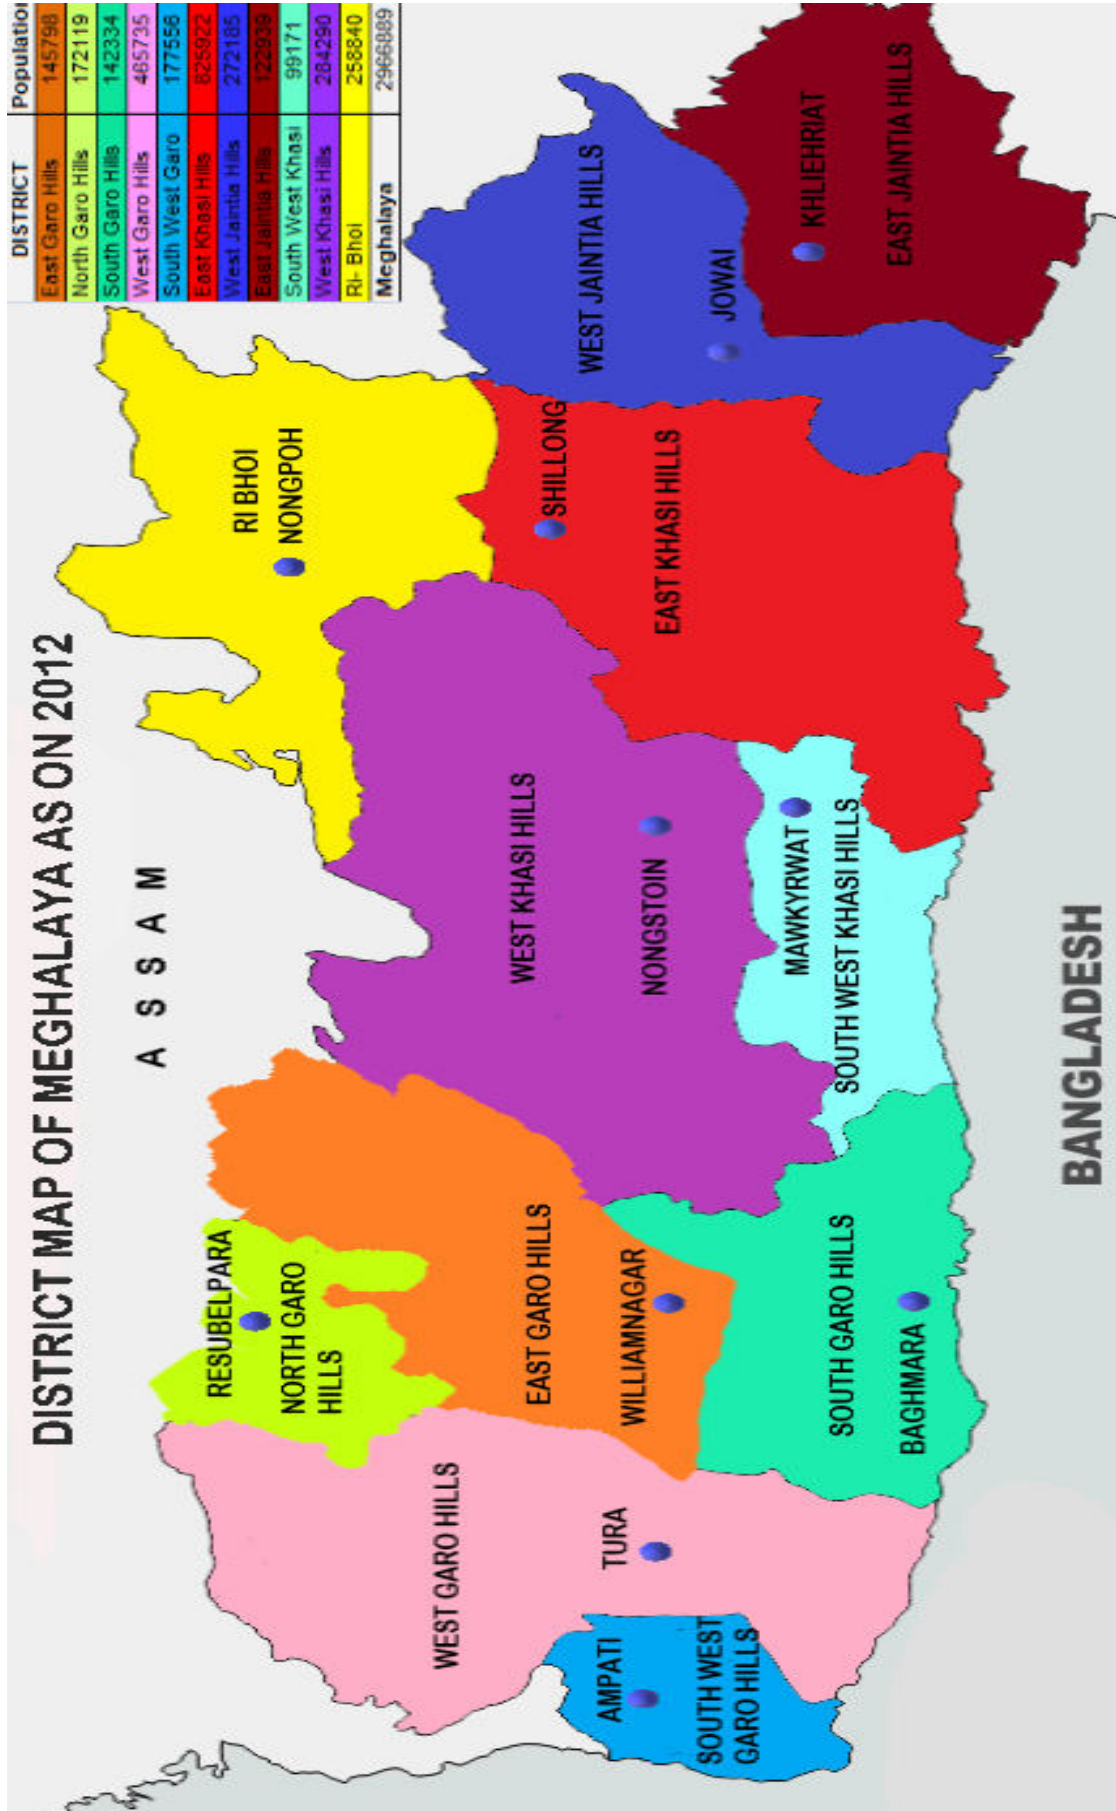 DISTRICT MAP OF MEGHALAYA AS ON 2012
DISTRICT Population
East Garo Hills 145798
North Garo Hills 172119
South Garo Hills 142334
West Garo Hills 465735
South West Garo 177556
East Khasi Hills 825922
West Jaintia Hills 272185
East Jaintia Hills 122939
South West Khasi 99171
West Khasi Hills 284290
Ri- Bhoi 258840
Meghalaya 2966889
A S S A M
RESUBELPARA
NORTH GARO
HILLS
RI BHOI
NONGPOH
WEST GARO HILLS
EAST GARO HILLS
WEST KHASI HILLS
SHILLONG
WEST JAINTIA HILLS
AMPATI
TURA
WILLIAMNAGAR
NONGSTOIN
EAST KHASI HILLS
JOWAI
SOUTH WEST
GARO HILLS
MAWKYRWAT
KHLIEHRIAT
SOUTH GARO HILLS
SOUTH WEST KHASI HILLS
BAGHMARA
EAST JAINTIA HILLS
BANGLADESH